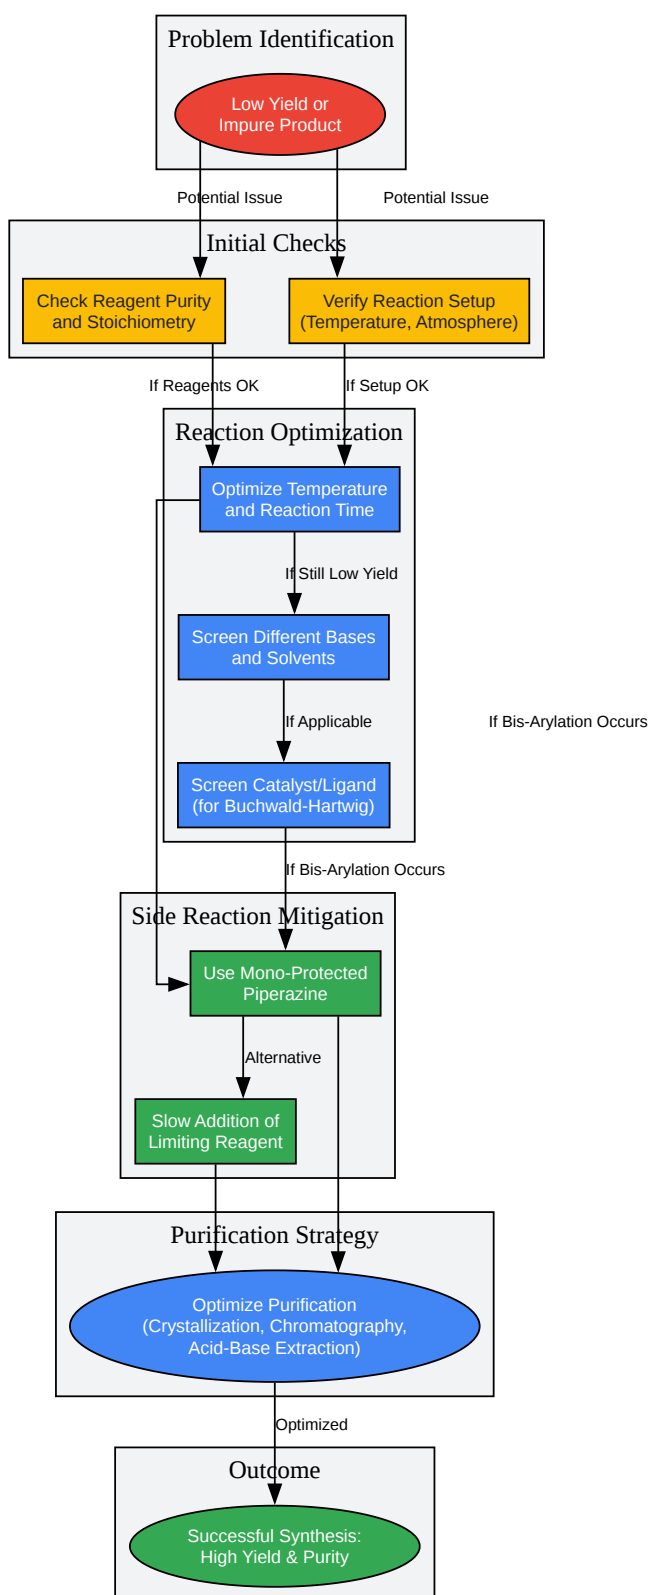 Problem Identification
Low Yield or
Impure Product
Potential Issue
Potential Issue
Initial Checks
Check Reagent Purity
and Stoichiometry
Verify Reaction Setup
(Temperature, Atmosphere)
If Reagents OK
If Setup OK
Reaction Optimization
Optimize Temperature
and Reaction Time
If Still Low Yield
Screen Different Bases
and Solvents
If Applicable
If Bis-Arylation Occurs
Screen Catalyst/Ligand
(for Buchwald-Hartwig)
If Bis-Arylation Occurs
Side Reaction Mitigation
Use Mono-Protected
Piperazine
Alternative
Slow Addition of
Limiting Reagent
Purification Strategy
Optimize Purification
(Crystallization, Chromatography,
Acid-Base Extraction)
Optimized
Outcome
Successful Synthesis:
High Yield & Purity